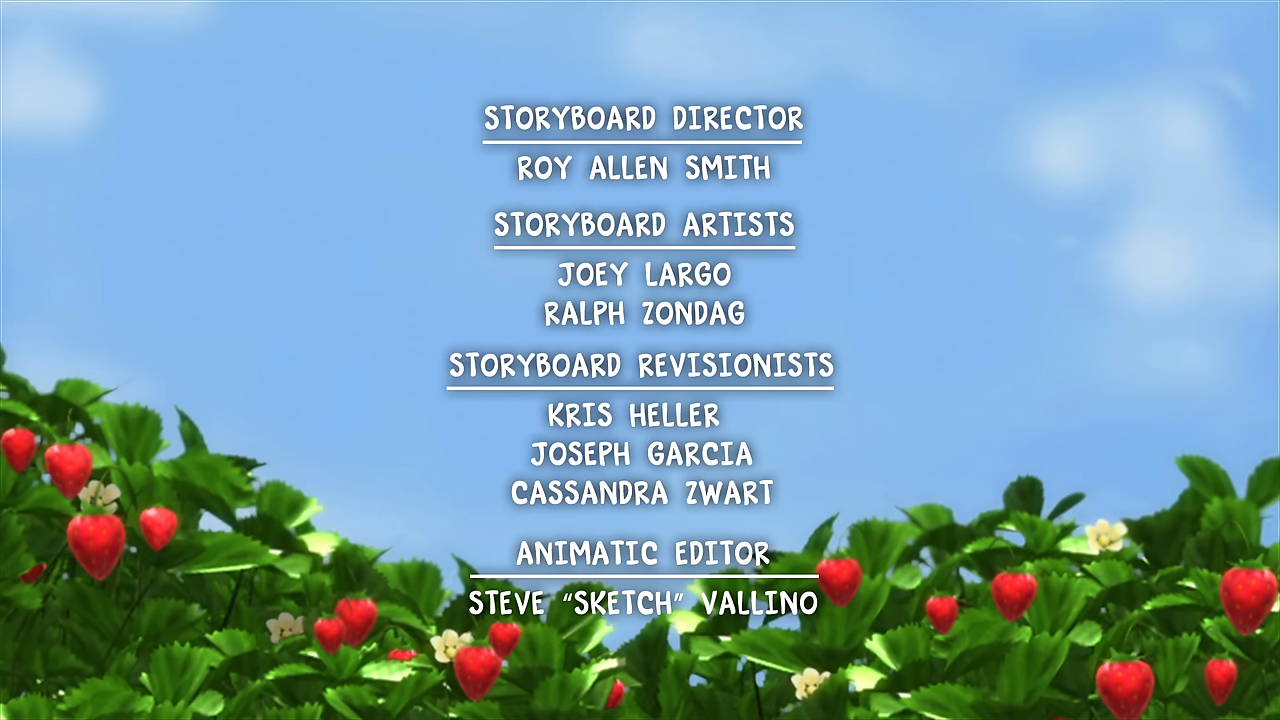 STORYBOARD DIRECTOR
ROY ALLEN SMITH
STORYBOARD ARTISTS
JOEY LARGO
RALPH ZONDAG
STORYBOARD REVISIONISTS
KRIS HELLER
JOSEPH GARCIA
CASSANDRA ZWART
ANIMATIC EDITOR
STEVE “SKETCH” VALLINO